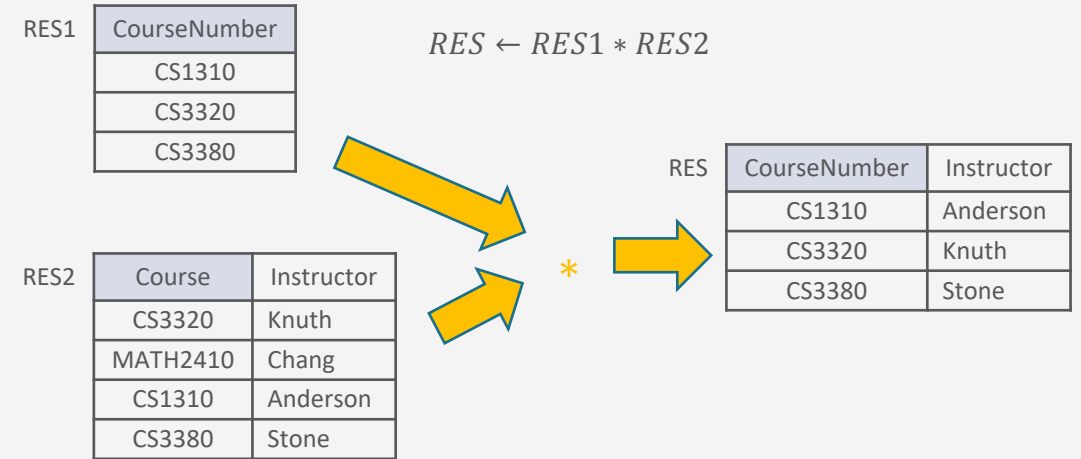 RES1
CourseNumber
CS1310
CS3320
CS3380
RES ← RES1 ∗ RES2
RES2
Course Instructor
CS3320 Knuth
MATH2410 Chang
CS1310 Anderson
CS3380 Stone
*
RES
CourseNumber Instructor
CS1310 Anderson
CS3320 Knuth
CS3380 Stone